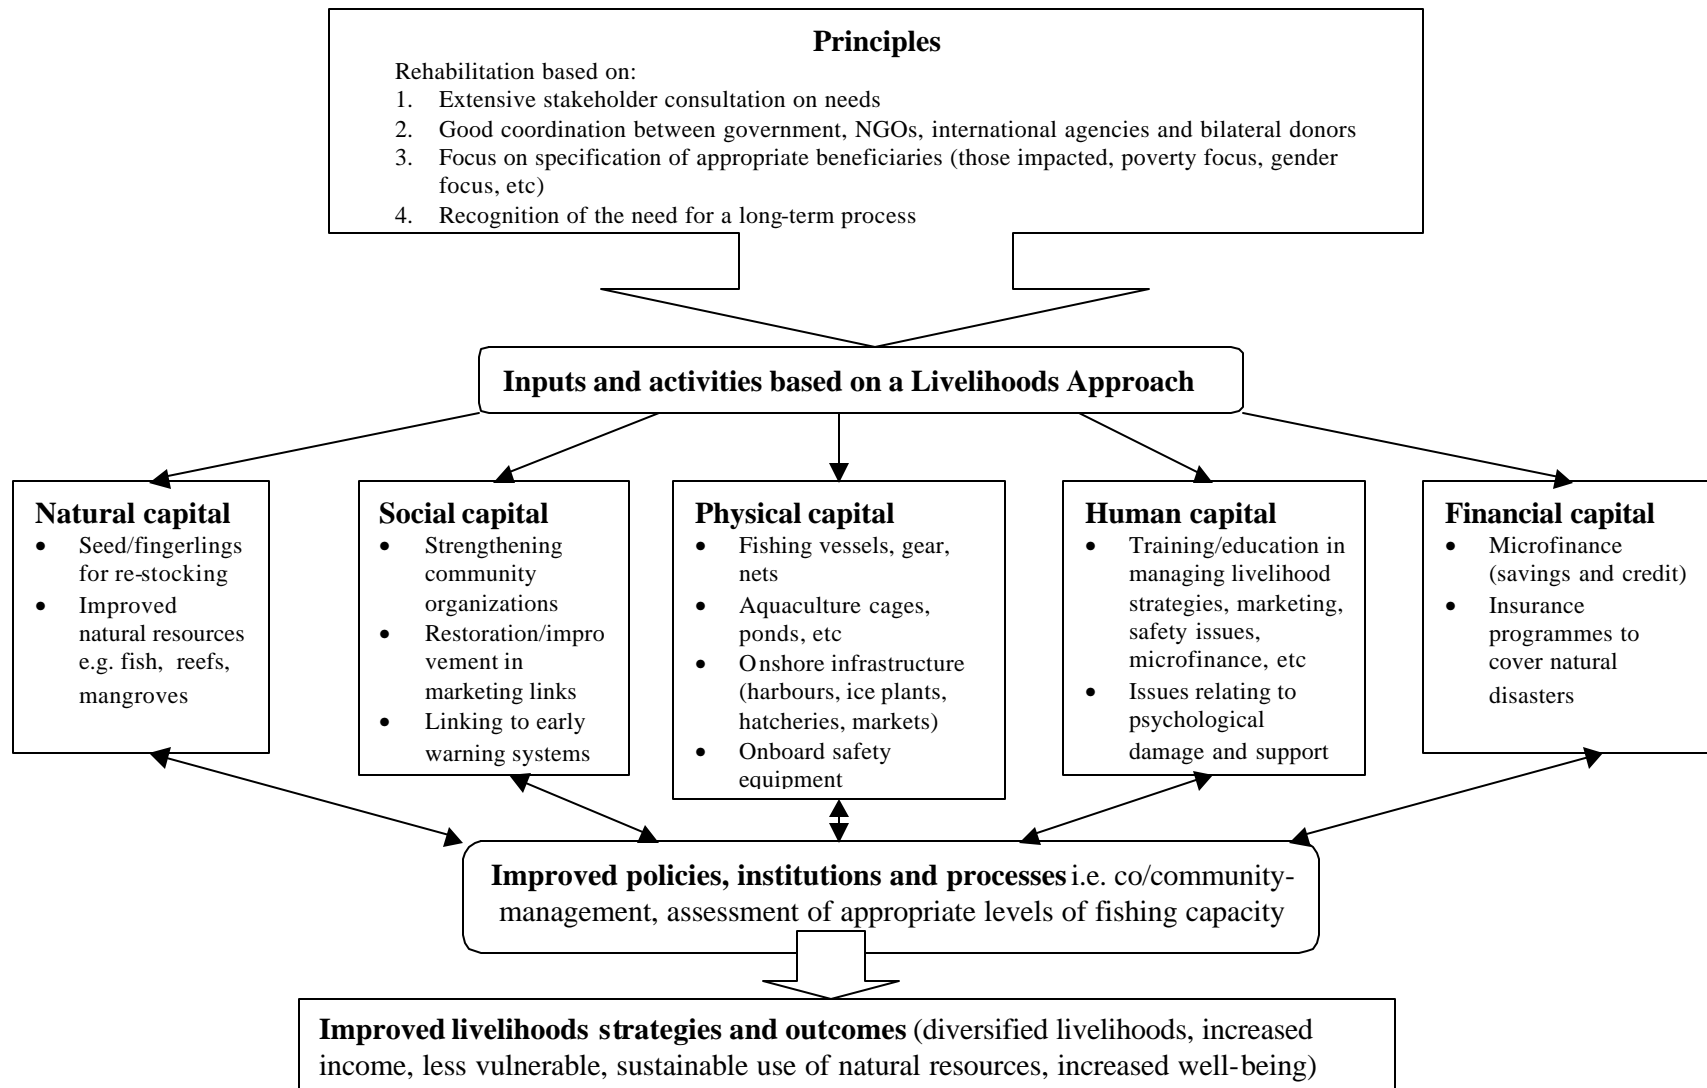 Principles
Rehabilitation based on:
1. Extensive stakeholder consultation on needs
2. Good coordination between government, NGOs, international agencies and bilateral donors
3. Focus on specification of appropriate beneficiaries (those impacted, poverty focus, gender
focus, etc)
4. Recognition of the need for a long-term process
Inputs and activities based on a Livelihoods Approach
Natural capital
• Seed/fingerlings
for re-stocking
• Improved
natural resources
e.g. fish, reefs,
mangroves
Social capital
• Strengthening
community
organizations
• Restoration/impro
vement in
marketing links
• Linking to early
warning systems
Physical capital
• Fishing vessels, gear,
nets
• Aquaculture cages,
ponds, etc
• Onshore infrastructure
(harbours, ice plants,
hatcheries, markets)
• Onboard safety
equipment
Human capital
• Training/education in
managing livelihood
strategies, marketing,
safety issues,
microfinance, etc
• Issues relating to
psychological
damage and support
Financial capital
• Microfinance
(savings and credit)
• Insurance
programmes to
cover natural
disasters
Improved policies, institutions and processes i.e. co/community-
management, assessment of appropriate levels of fishing capacity
Improved livelihoods strategies and outcomes (diversified livelihoods, increased
income, less vulnerable, sustainable use of natural resources, increased well-being)